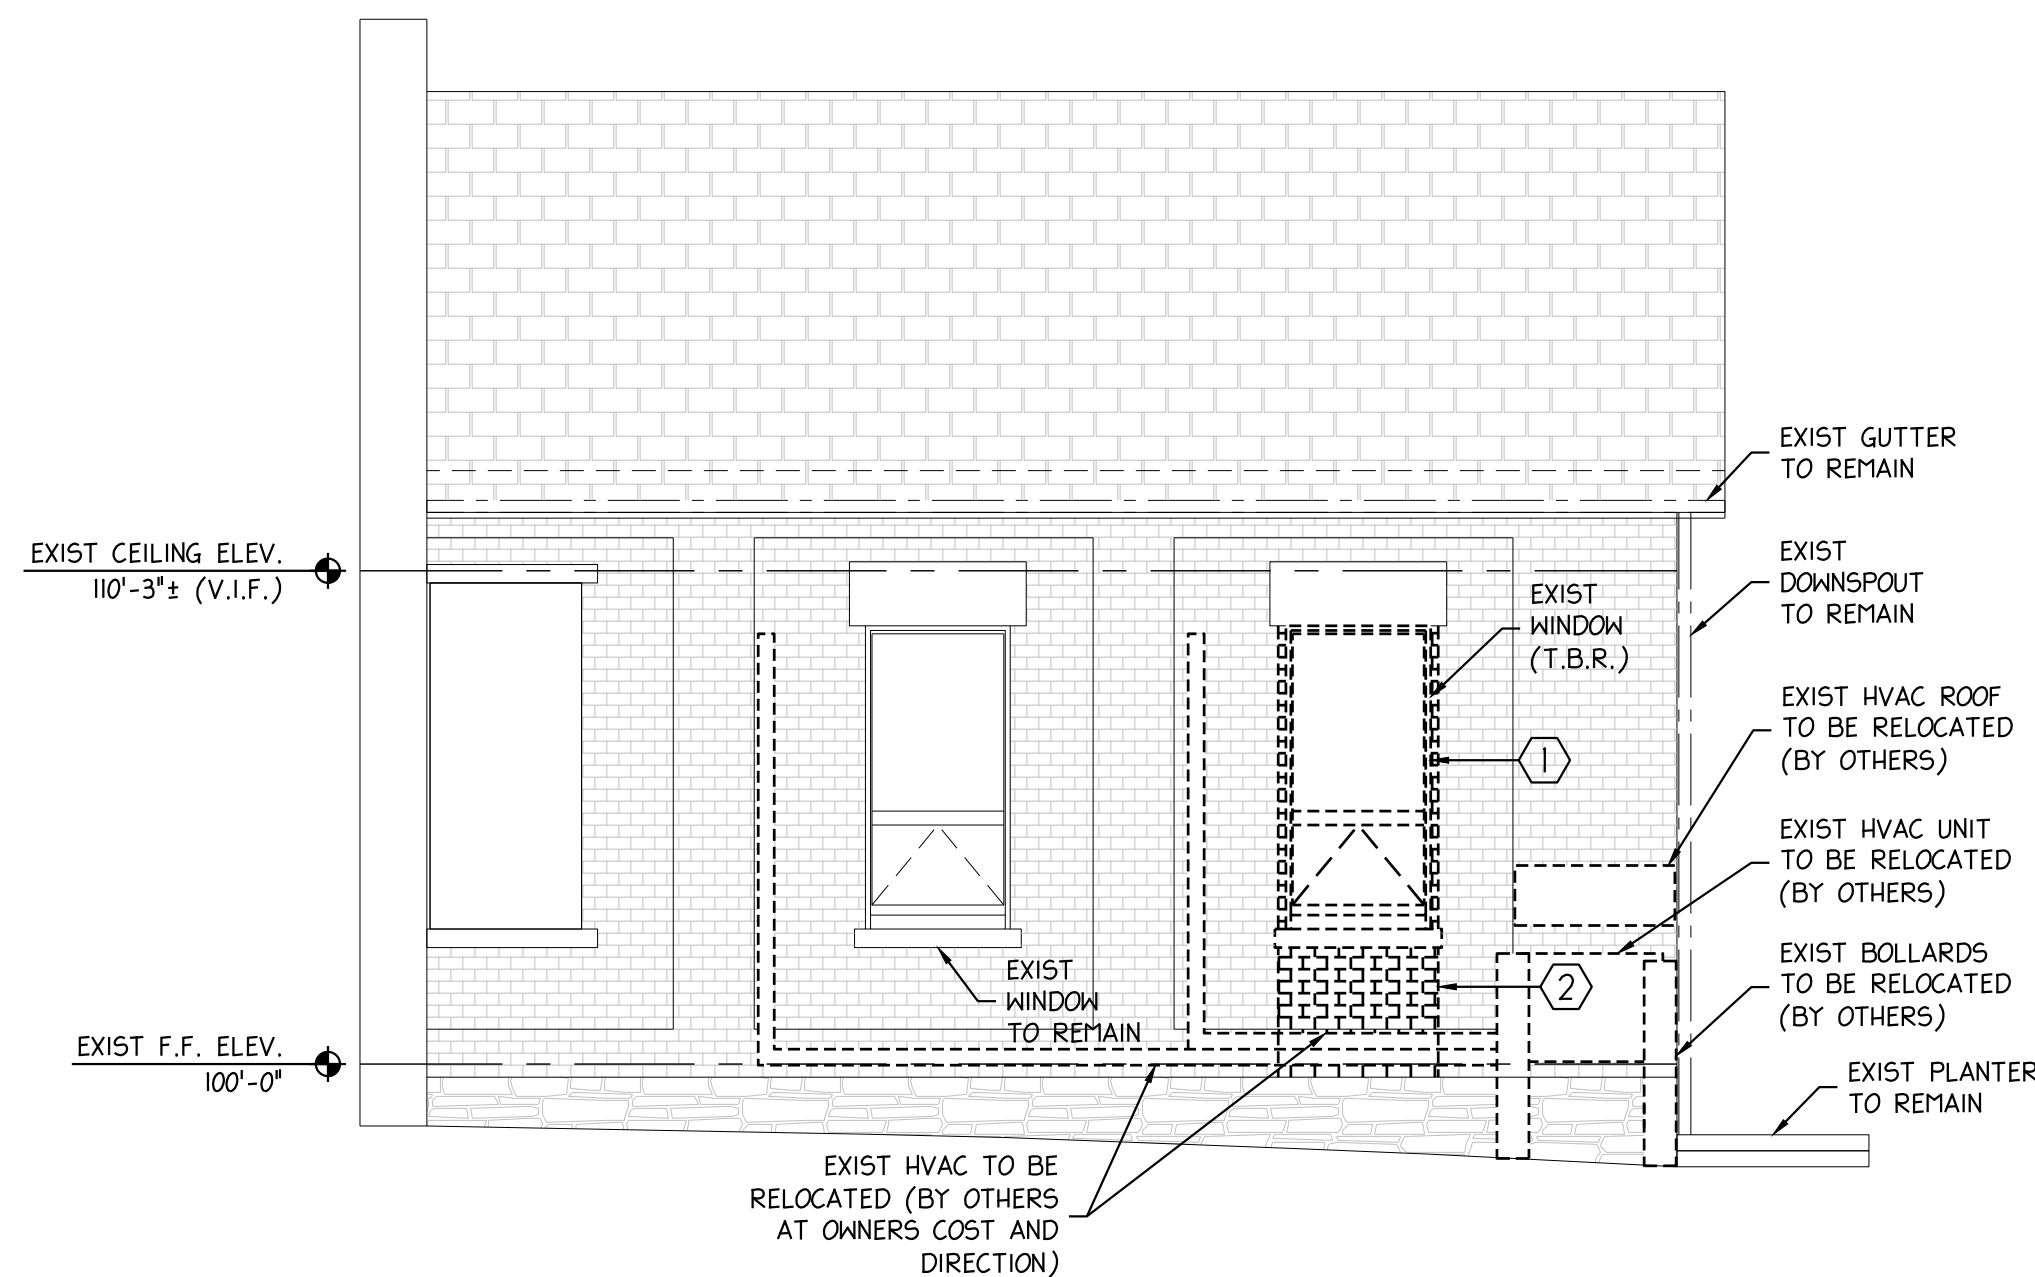 EXIST GUTTER
TO REMAIN
EXIST CEILING ELEV.
110'-3"± (V.I.F.)
EXIST
DOWNSPOUT
TO REMAIN
EXIST
WINDOW
(T.B.R.)
EXIST HVAC ROOF
TO BE RELOCATED
(BY OTHERS)
1
EXIST HVAC UNIT
TO BE RELOCATED
(BY OTHERS)
EXIST BOLLARDS
TO BE RELOCATED
(BY OTHERS)
2
EXIST
WINDOW
TO REMAIN
EXIST F.F. ELEV.
100'-0"
EXIST PLANTER
TO REMAIN
EXIST HVAC TO BE
RELOCATED (BY OTHERS
AT OWNERS COST AND
DIRECTION)